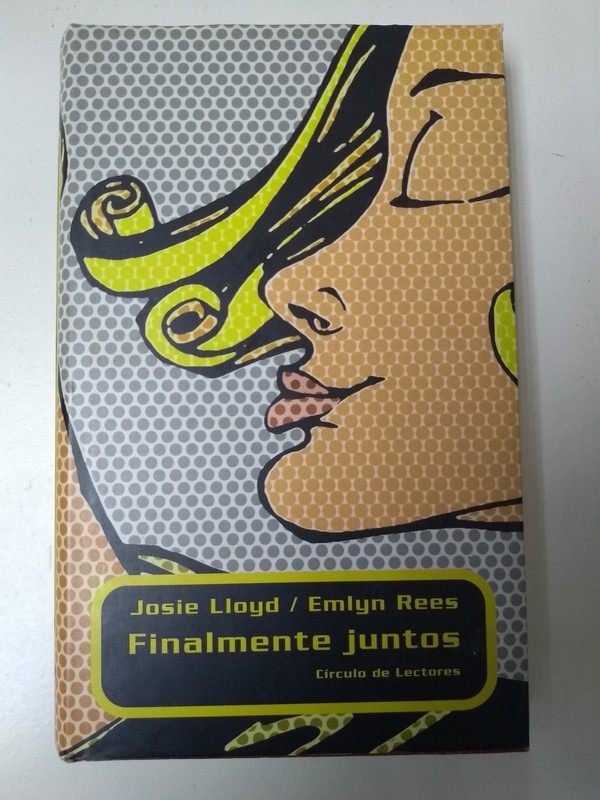 Josie Lloyd / Emlyn Rees
Finalmente juntos
Círculo de Lectores